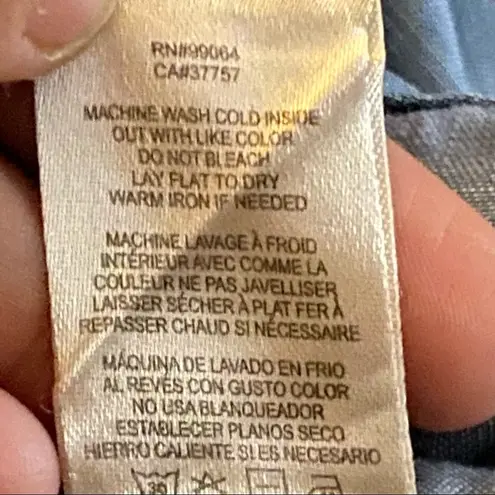 RN#99064
CA#37757
MACHINE WASH COLD INSIDE
OUT WITH LIKE COLOR
DO NOT BLEACH
LAY FLAT TO DRY
WARM IRON IF NEEDED
MACHINE LAVAGE À FROID
INTÉRIEUR AVEC COMME LA
COULEUR NE PAS JAVELLISER
LAISSER SÉCHER À PLAT FER À
REPASSER CHAUD SI NÉCESSAIRE
MÁQUINA DE LAVADO EN FRIO
AL REVÉS CON GUSTO COLOR
NO USA BLANQUEADOR
ESTABLECER PLANOS SECO
HIERRO CALIENTE SI ES NECESARIO
30